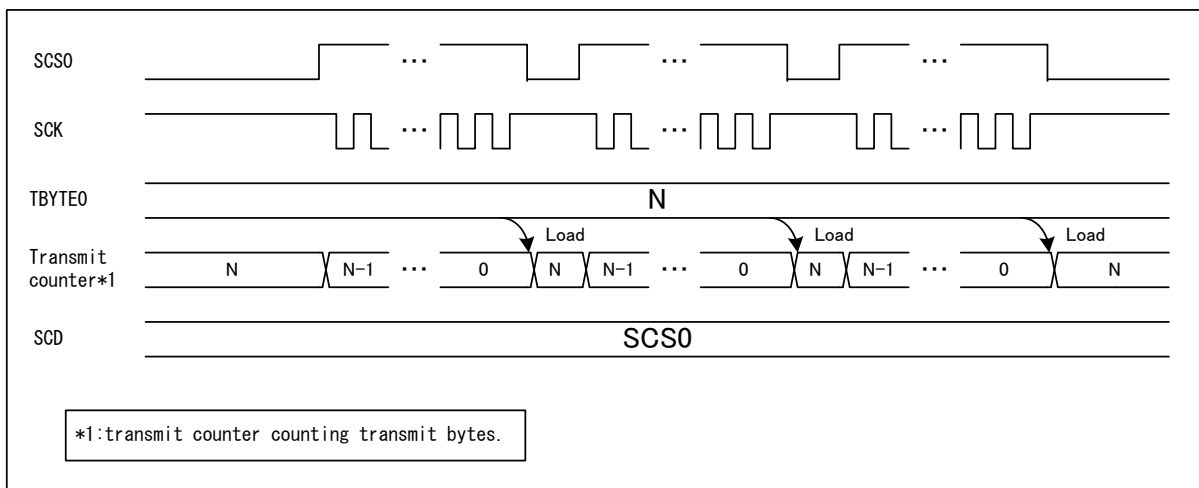 SCS0 ... ... ...
SCK ... ... ...
TBYTE0 N
Load Load Load
Transmit counter*1 N N-1 ... 0 N N-1 ... 0 N N-1 ... 0 N
SCD SCS0
*1:transmit counter counting transmit bytes.